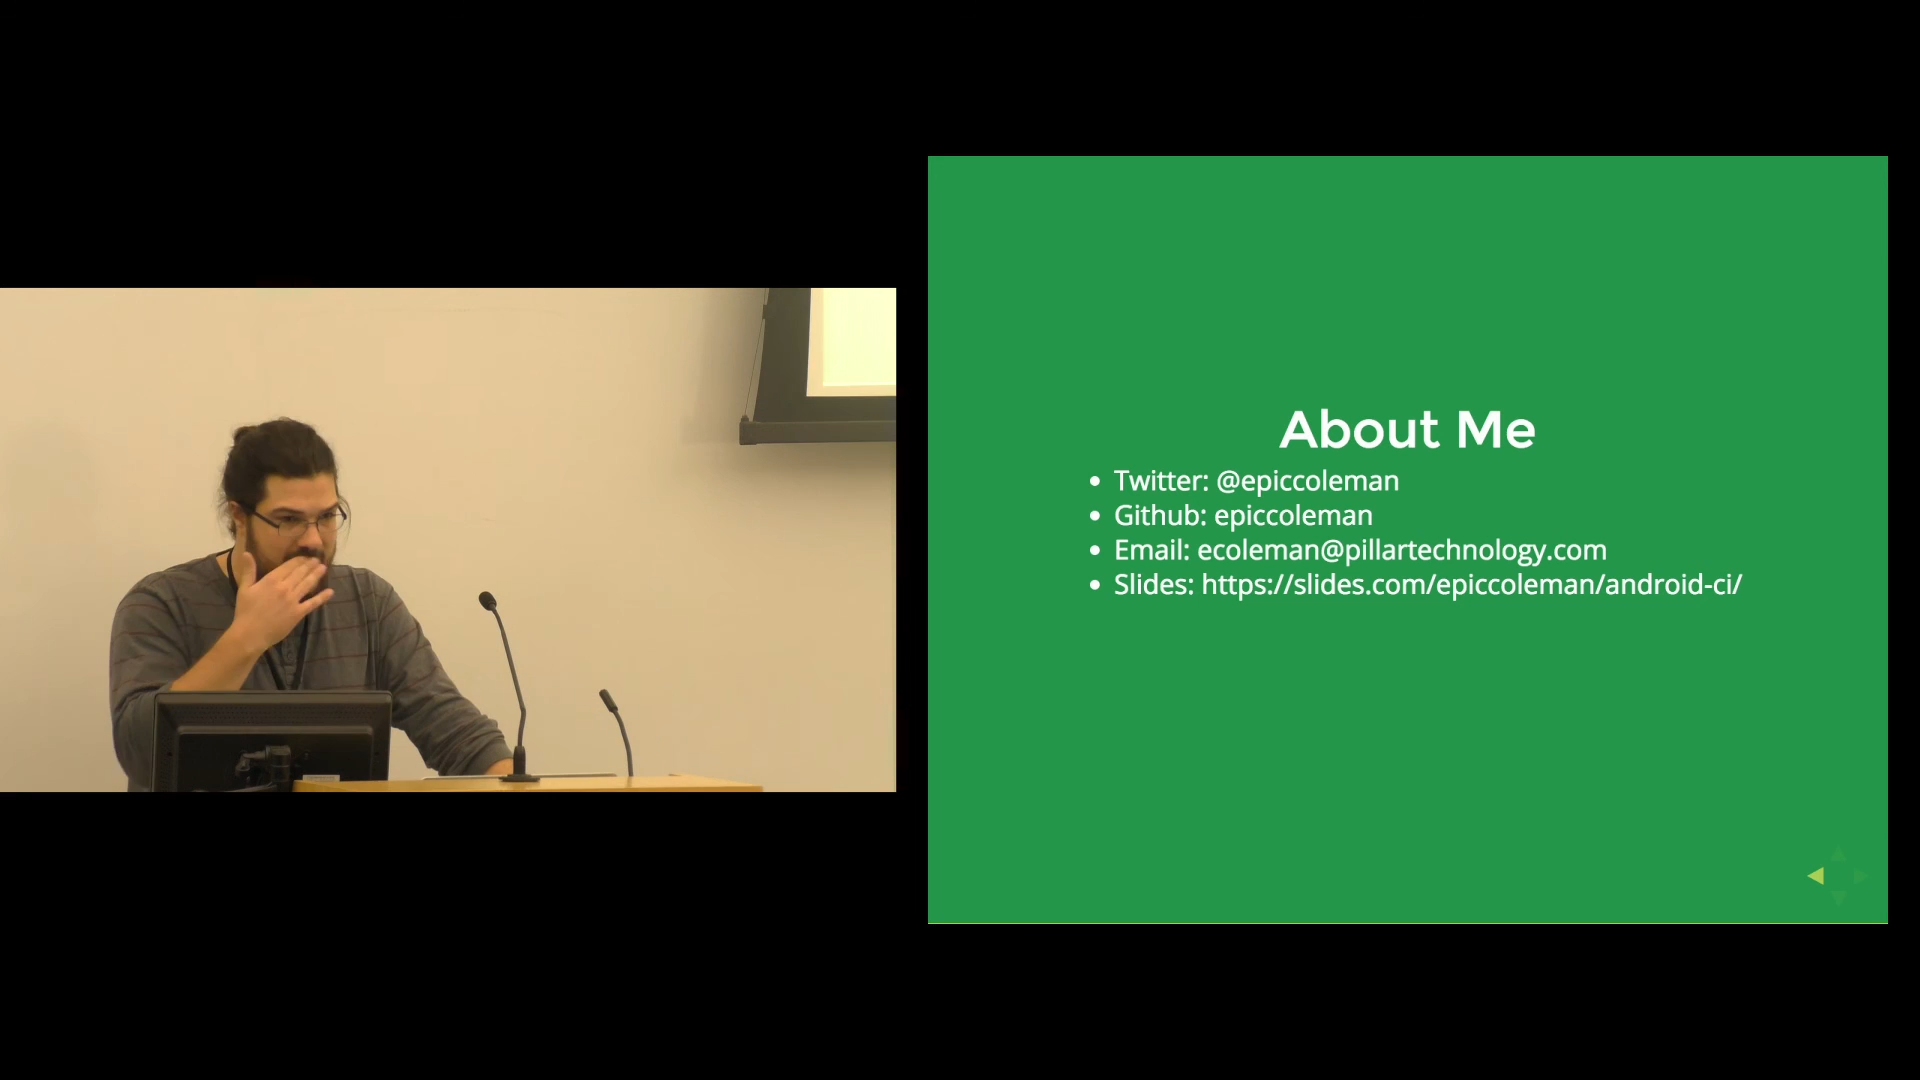 About Me
Twitter: @epiccoleman
Github: epiccoleman
Email: ecoleman@pillartechnology.com
Slides: https://slides.com/epiccoleman/android-ci/